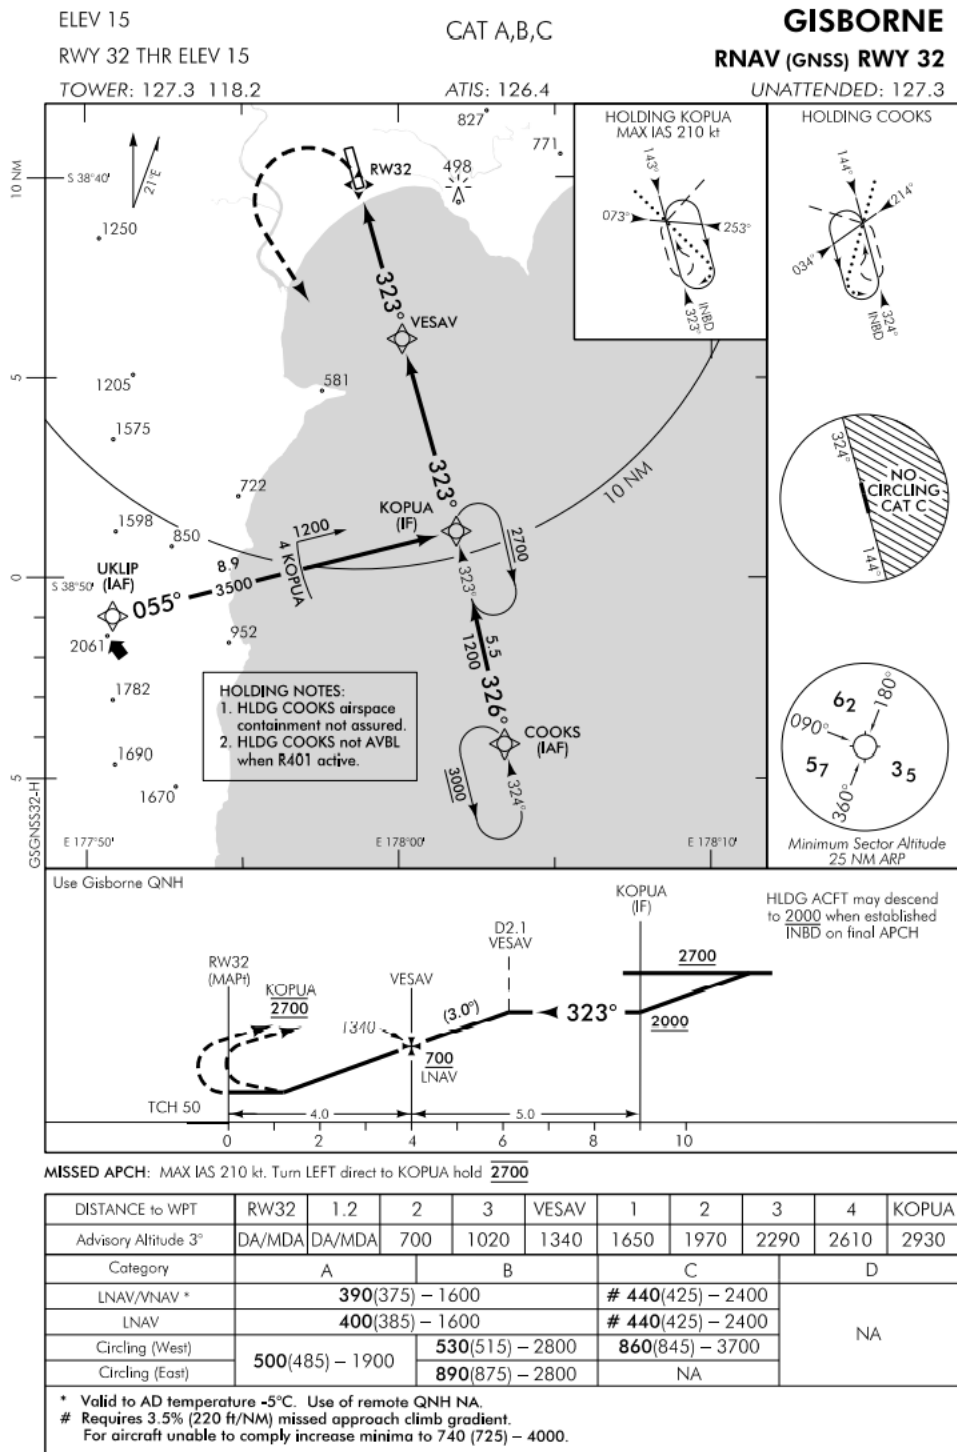 ELEV 15
CAT A,B,C
GISBORNE
RWY 32 THR ELEV 15
RNAV (GNSS) RWY 32
TOWER: 127.3 118.2
ATIS: 126.4
UNATTENDED: 127.3
10 NM
S 38°40'
21°E
RW32
827
771
498
1250
323°
VESAV
5
1205
1575
581
323°
722
1598
850
KOPUA
(IF)
10 NM
1200
4 KOPUA
2700
0
S 38°50'
UKLIP
(IAF)
055°
8.9
3500
323°
2061
952
5.5
1200
326°
1782
HOLDING NOTES:
1. HLDG COOKS airspace
containment not assured.
2. HLDG COOKS not AVBL
when R401 active.
COOKS
(IAF)
1690
3000
324°
5
1670
E 177°50'
E 178°00'
E 178°10'
GSGNSS32-H
HOLDING KOPUA
MAX IAS 210 kt
143°
073°
253°
323°
INBD
HOLDING COOKS
144°
214°
034°
324°
INBD
324°
NO
CIRCLING
CAT C
144°
62
180°
090°
57
35
360°
Minimum Sector Altitude
25 NM ARP
Use Gisborne QNH
KOPUA
(IF)
HLDG ACFT may descend
to 2000 when established
INBD on final APCH
D2.1
VESAV
RW32
(MAPt)
VESAV
2700
KOPUA
2700
(3.0°)
323°
2000
1340
700
LNAV
TCH 50
4.0
5.0
0 2 4 6 8 10
MISSED APCH: MAX IAS 210 kt. Turn LEFT direct to KOPUA hold 2700
DISTANCE to WPT RW32 1.2 2 3 VESAV 1 2 3 4 KOPUA
Advisory Altitude 3° DA/MDA DA/MDA 700 1020 1340 1650 1970 2290 2610 2930
Category A B C D
LNAV/VNAV * 390(375) – 1600 # 440(425) – 2400
LNAV 400(385) – 1600 # 440(425) – 2400 NA
Circling (West) 500(485) – 1900 530(515) – 2800 860(845) – 3700
Circling (East) 890(875) – 2800 NA
* Valid to AD temperature -5°C. Use of remote QNH NA.
# Requires 3.5% (220 ft/NM) missed approach climb gradient.
For aircraft unable to comply increase minima to 740 (725) – 4000.